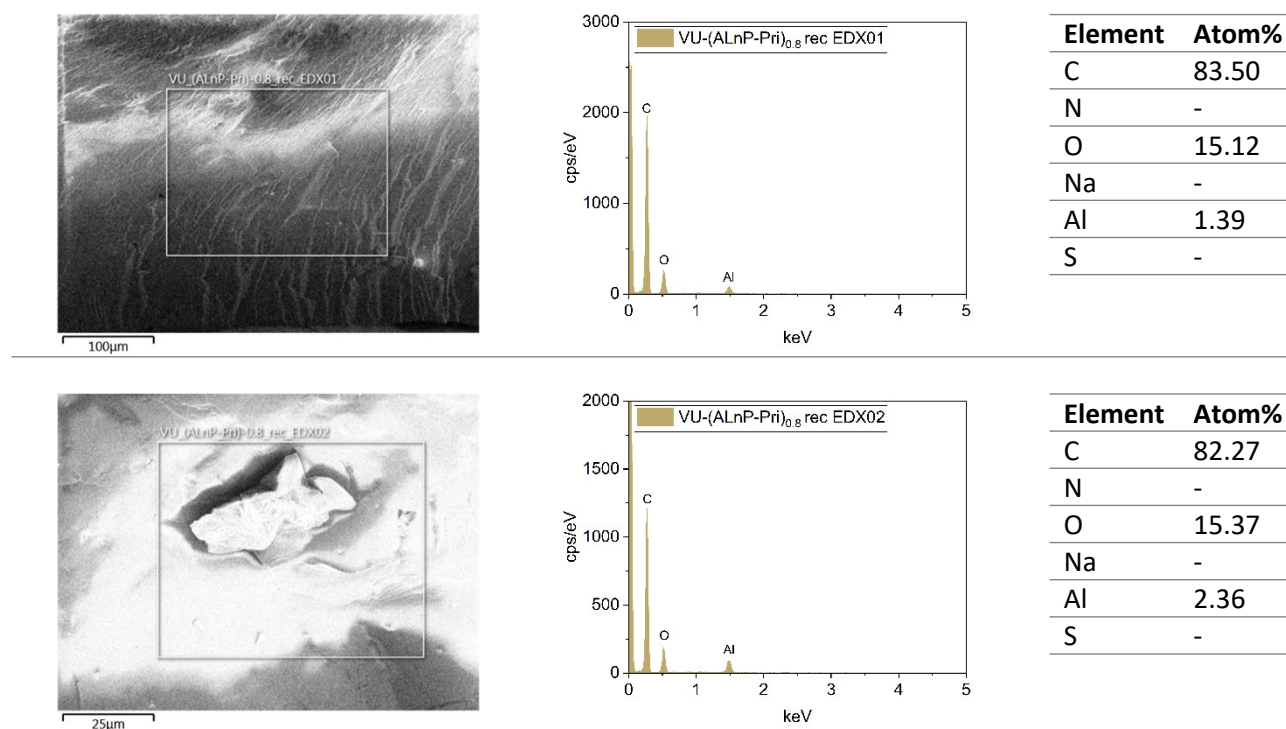 VU_(ALnP-Pri)-0.8_rec_EDX01
100µm
3000
2000
1000
0
cps/eV
VU-(ALnP-Pri)0.8 rec EDX01
C
O
Al
0 1 2 3 4 5
keV
Element Atom%
C 83.50
N -
O 15.12
Na -
Al 1.39
S -
VU_(ALnP-Pri)-0.8_rec_EDX02
25µm
2000
1500
1000
500
0
cps/eV
VU-(ALnP-Pri)0.8 rec EDX02
C
O
Al
0 1 2 3 4 5
keV
Element Atom%
C 82.27
N -
O 15.37
Na -
Al 2.36
S -